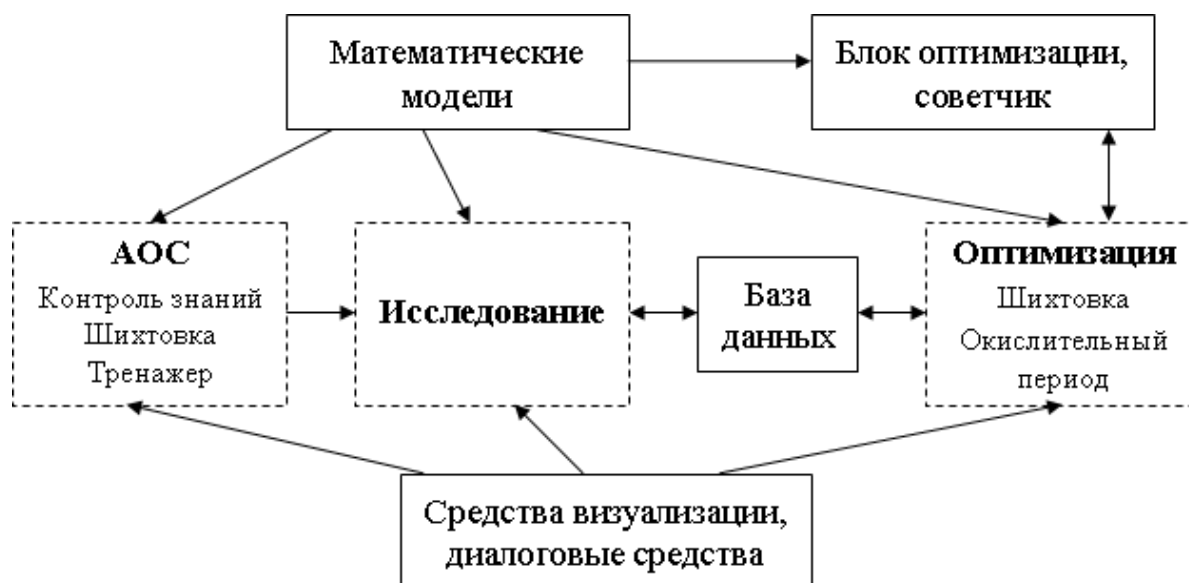 Математические
модели
Блок оптимизации,
советчик
АОС
Контроль знаний
Шихтовка
Тренажер
Исследование
База
данных
Оптимизация
Шихтовка
Окислительный
период
Средства визуализации,
диалоговые средства